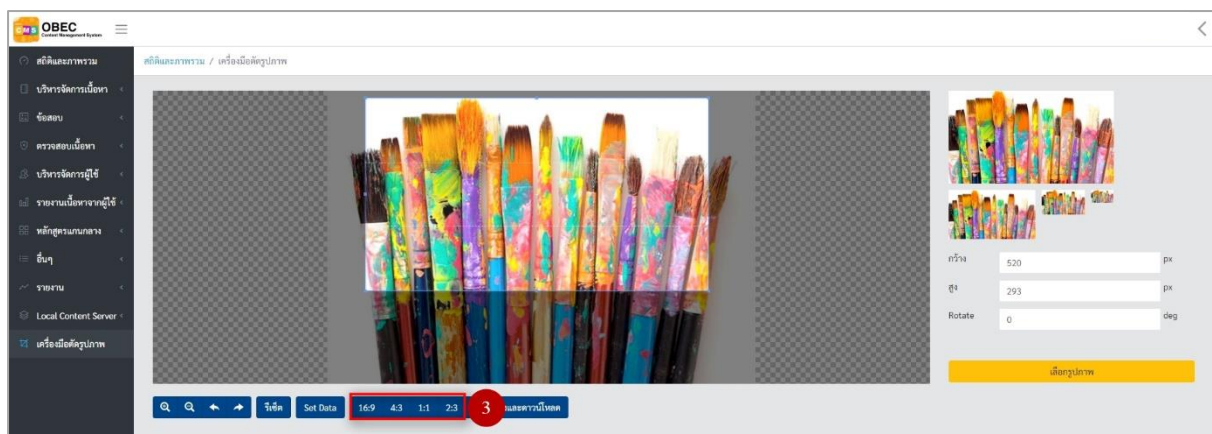 CMS OBEC
Content Management System
สถิติและภาพรวม
บริหารจัดการเนื้อหา
ข้อสอบ
ตรวจสอบเนื้อหา
บริหารจัดการผู้ใช้
รายงานเนื้อหาจากผู้ใช้
หลักสูตรแกนกลาง
อื่นๆ
รายงาน
Local Content Server
เครื่องมือตัดรูปภาพ
สถิติและภาพรวม / เครื่องมือตัดรูปภาพ
กว้าง 520 px
สูง 293 px
Rotate 0 deg
เลือกรูปภาพ
รีเซ็ต Set Data 16:9 4:3 1:1 2:3 3 และดาวน์โหลด